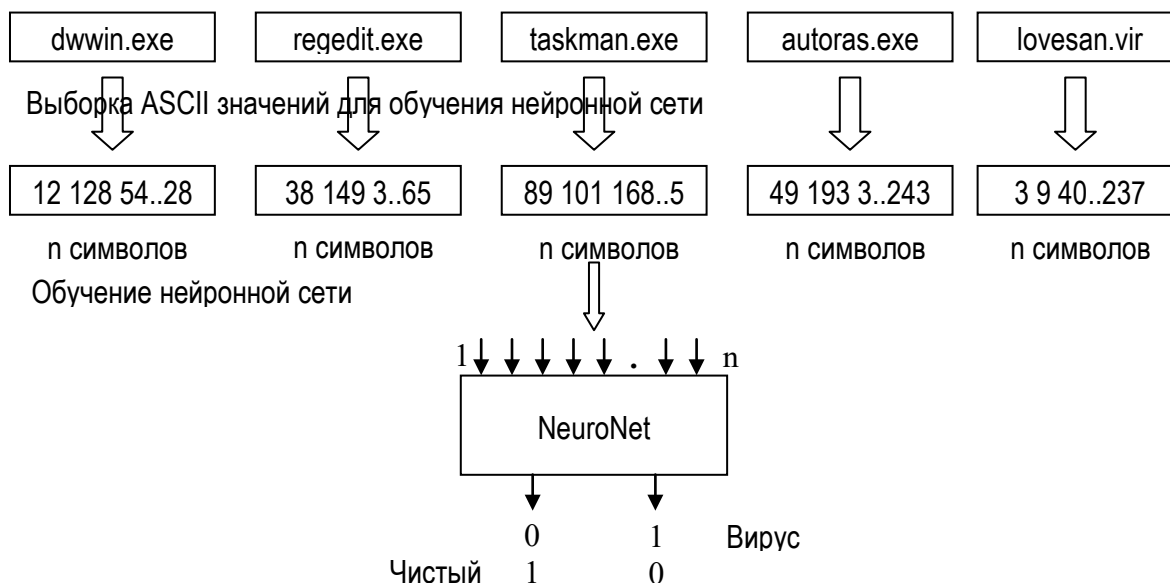 dwwin.exe regedit.exe taskman.exe autoras.exe lovesan.vir
Выборка ASCII значений для обучения нейронной сети
12 128 54..28 38 149 3..65 89 101 168..5 49 193 3..243 3 9 40..237
n символов n символов n символов n символов n символов
Обучение нейронной сети
1 . n
NeuroNet
0 1 Вирус
Чистый 1 0